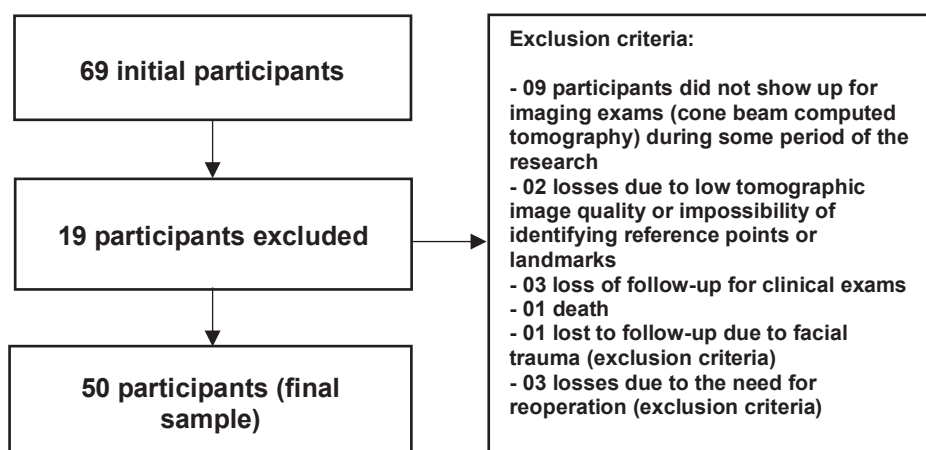 69 initial participants
19 participants excluded
50 participants (final
sample)
Exclusion criteria:
- 09 participants did not show up for
imaging exams (cone beam computed
tomography) during some period of the
research
- 02 losses due to low tomographic
image quality or impossibility of
identifying reference points or
landmarks
- 03 loss of follow-up for clinical exams
- 01 death
- 01 lost to follow-up due to facial
trauma (exclusion criteria)
- 03 losses due to the need for
reoperation (exclusion criteria)